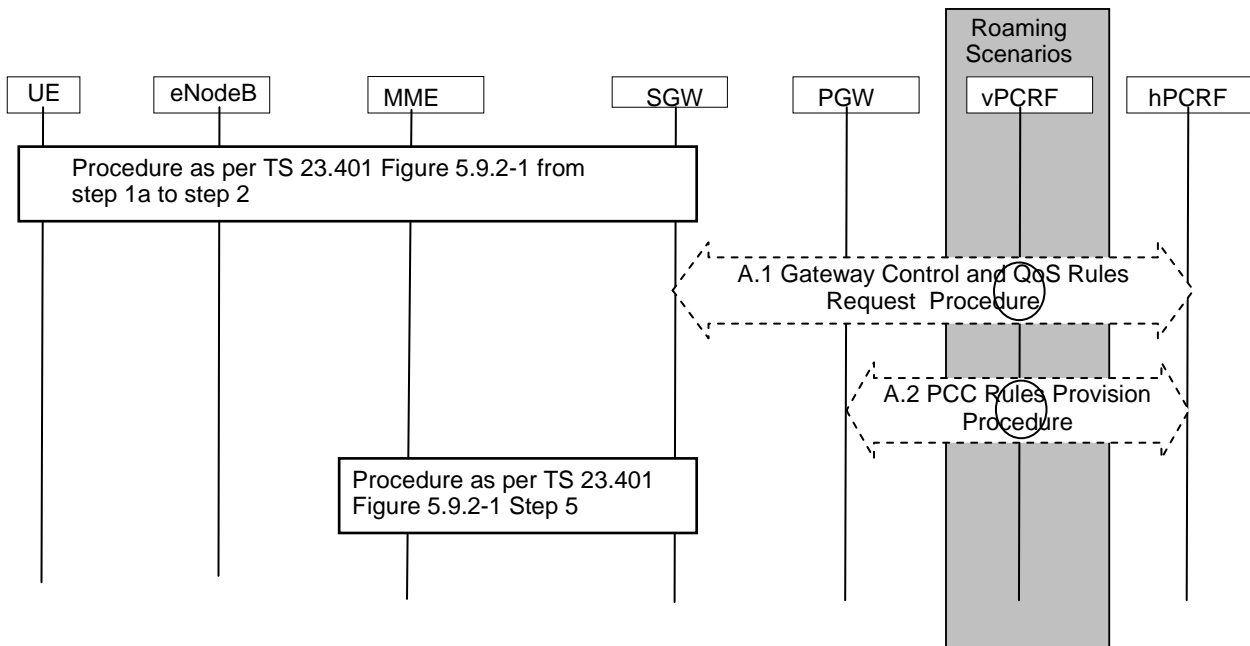 Roaming
Scenarios
UE
eNodeB
MME
SGW
PGW
vPCRF
hPCRF
Procedure as per TS 23.401 Figure 5.9.2-1 from
step 1a to step 2
A.1 Gateway Control and QoS Rules
Request Procedure
A.2 PCC Rules Provision
Procedure
Procedure as per TS 23.401
Figure 5.9.2-1 Step 5